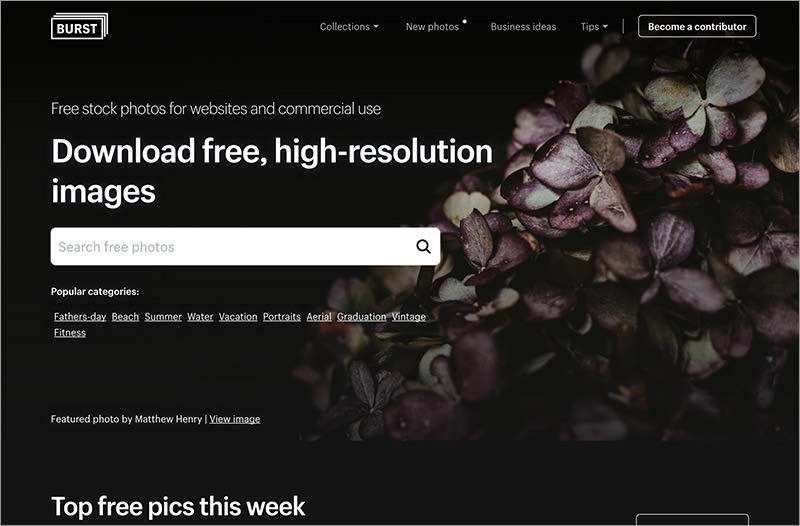 BURST
Collections
New photos
Business ideas
Tips
Become a contributor
Free stock photos for websites and commercial use
Download free, high-resolution
images
Search free photos
Popular categories:
Fathers-day Beach Summer Water Vacation Portraits Aerial Graduation Vintage
Fitness
Featured photo by Matthew Henry | View image
Top free pics this week